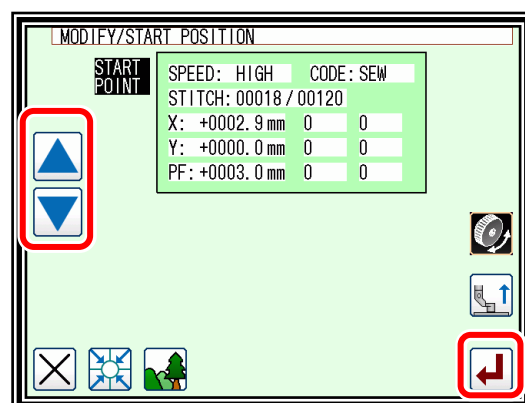 MODIFY/START POSITION
START
POINT
SPEED: HIGH CODE: SEW
STITCH: 00018 / 00120
X: +0002.9 mm 0 0
Y: +0000.0 mm 0 0
PF: +0003.0 mm 0 0